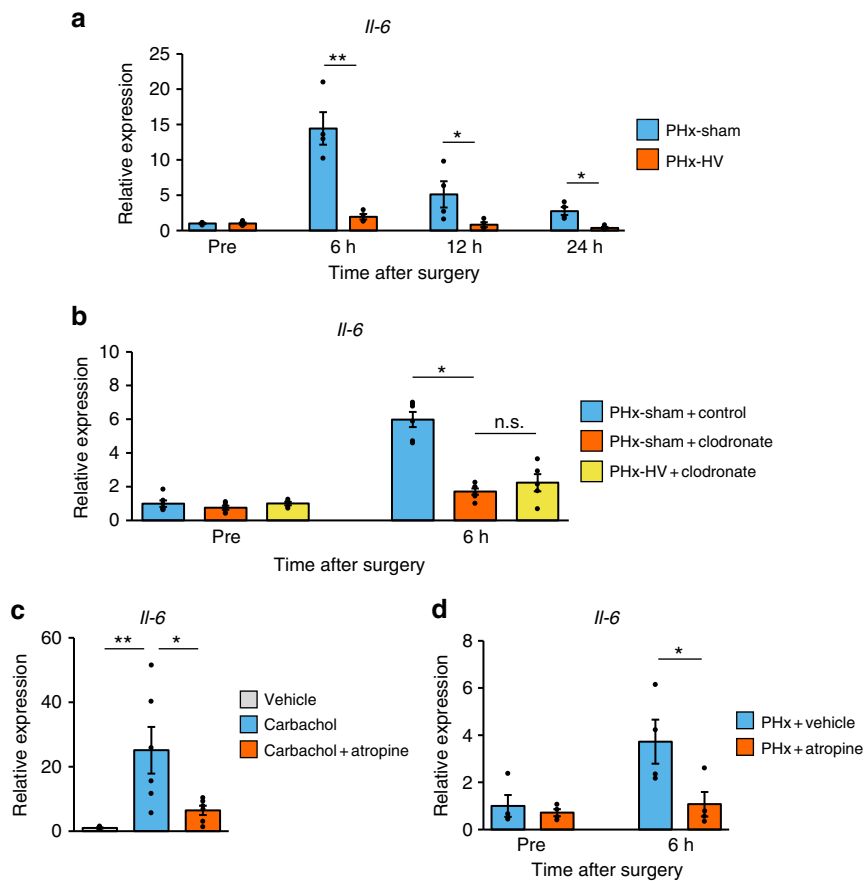 a
Il-6
Relative expression
25
20
15
10
5
0
**
*
*
Pre
6 h
12 h
24 h
Time after surgery
PHx-sham
PHx-HV
b
Il-6
Relative expression
10
8
6
4
2
0
*
n.s.
Pre
6 h
Time after surgery
PHx-sham + control
PHx-sham + clodronate
PHx-HV + clodronate
c
Il-6
Relative expression
60
40
20
0
**
*
Vehicle
Carbachol
Carbachol + atropine
d
Il-6
Relative expression
8
6
4
2
0
*
Pre
6 h
Time after surgery
PHx + vehicle
PHx + atropine